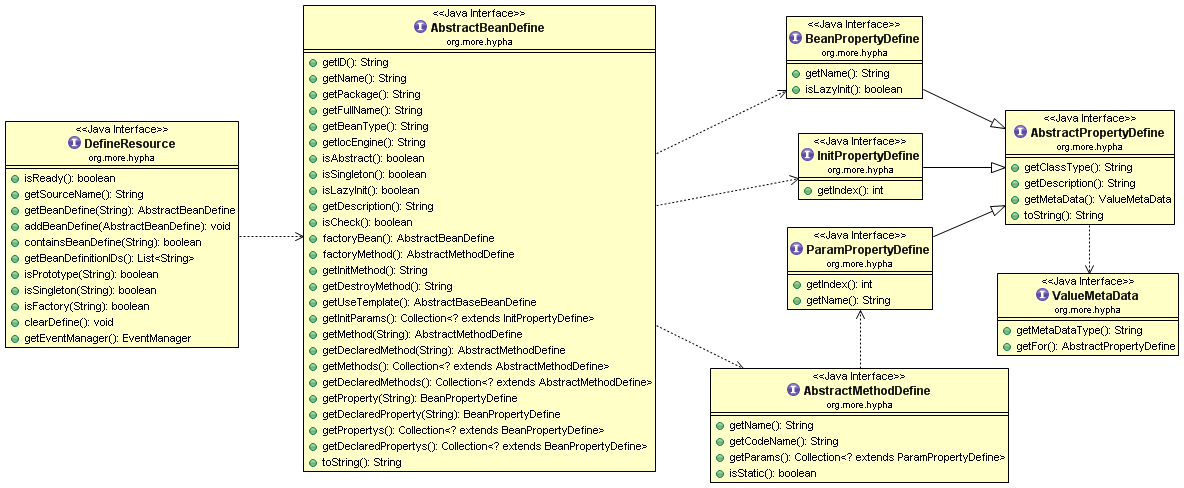 <<Java Interface>>
DefineResource
org.more.hypha
isReady(): boolean
getSourceName(): String
getBeanDefine(String): AbstractBeanDefine
addBeanDefine(AbstractBeanDefine): void
containsBeanDefine(String): boolean
getBeanDefinitionIDs(): List<String>
isPrototype(String): boolean
isSingleton(String): boolean
isFactory(String): boolean
clearDefine(): void
getEventManager(): EventManager
<<Java Interface>>
AbstractBeanDefine
org.more.hypha
getID(): String
getName(): String
getPackage(): String
getFullName(): String
getBeanType(): String
getIocEngine(): String
isAbstract(): boolean
isSingleton(): boolean
isLazyInit(): boolean
getDescription(): String
isCheck(): boolean
factoryBean(): AbstractBeanDefine
factoryMethod(): AbstractMethodDefine
getInitMethod(): String
getDestroyMethod(): String
getUseTemplate(): AbstractBaseBeanDefine
getInitParams(): Collection<? extends InitPropertyDefine>
getMethod(String): AbstractMethodDefine
getDeclaredMethod(String): AbstractMethodDefine
getMethods(): Collection<? extends AbstractMethodDefine>
getDeclaredMethods(): Collection<? extends AbstractMethodDefine>
getProperty(String): BeanPropertyDefine
getDeclaredProperty(String): BeanPropertyDefine
getPropertys(): Collection<? extends BeanPropertyDefine>
getDeclaredPropertys(): Collection<? extends BeanPropertyDefine>
toString(): String
<<Java Interface>>
BeanPropertyDefine
org.more.hypha
getName(): String
isLazyInit(): boolean
<<Java Interface>>
InitPropertyDefine
org.more.hypha
getIndex(): int
<<Java Interface>>
ParamPropertyDefine
org.more.hypha
getIndex(): int
getName(): String
<<Java Interface>>
AbstractMethodDefine
org.more.hypha
getName(): String
getCodeName(): String
getParams(): Collection<? extends ParamPropertyDefine>
isStatic(): boolean
<<Java Interface>>
AbstractPropertyDefine
org.more.hypha
getClassType(): String
getDescription(): String
getMetaData(): ValueMetaData
toString(): String
<<Java Interface>>
ValueMetaData
org.more.hypha
getMetaDataType(): String
getFor(): AbstractPropertyDefine